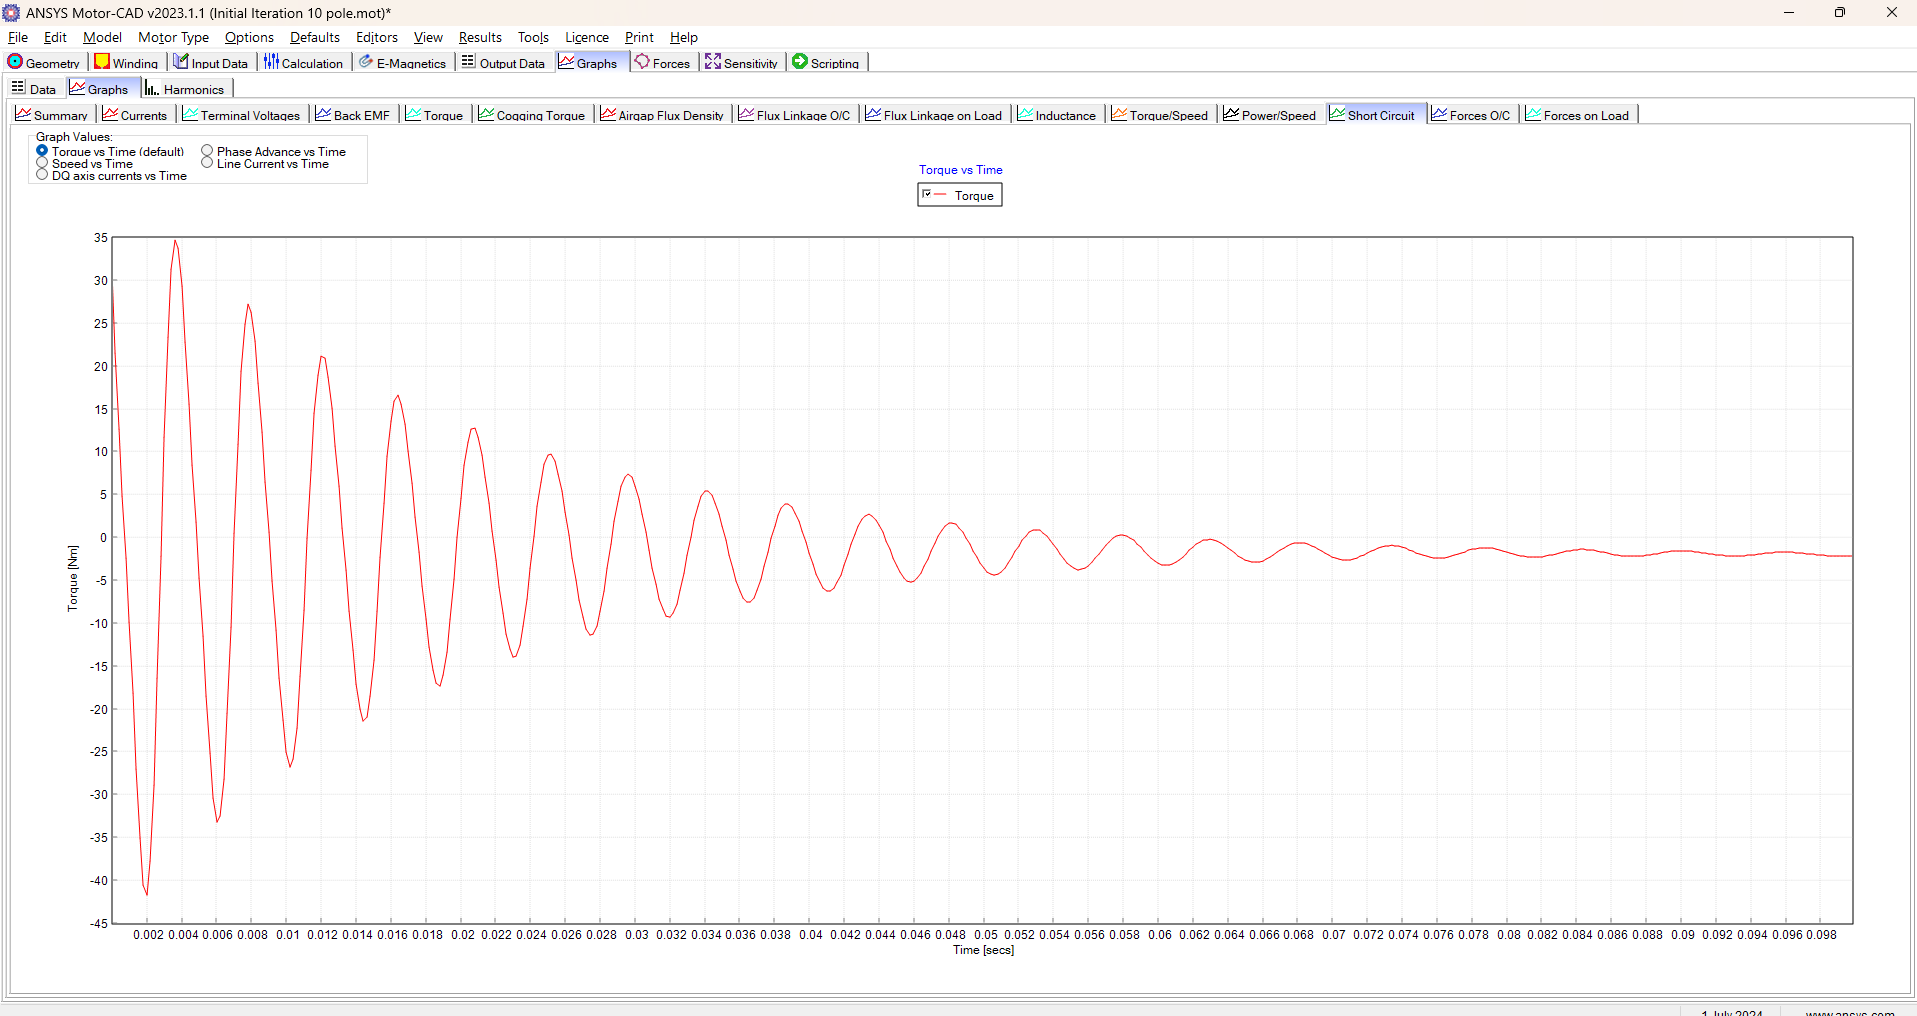 ANSYS Motor-CAD v2023.1.1 (Initial Iteration 10 pole.mot)*
File Edit Model Motor Type Options Defaults Editors View Results Tools Licence Print Help
Geometry Winding Input Data Calculation E-Magnetics Output Data Graphs Forces Sensitivity Scripting
Data Graphs Harmonics
Summary Currents Terminal Voltages Back EMF Torque Cogging Torque Airgap Flux Density Flux Linkage O/C Flux Linkage on Load Inductance Torque/Speed Power/Speed Short Circuit Forces O/C Forces on Load
Graph Values:
Torque vs Time (default) Phase Advance vs Time
Speed vs Time Line Current vs Time
DQ axis currents vs Time
Torque vs Time
Torque
35
30
25
20
15
10
5
0
-5
-10
-15
-20
-25
-30
-35
-40
-45
Torque [Nm]
0.002 0.004 0.006 0.008 0.01 0.012 0.014 0.016 0.018 0.02 0.022 0.024 0.026 0.028 0.03 0.032 0.034 0.036 0.038 0.04 0.042 0.044 0.046 0.048 0.05 0.052 0.054 0.056 0.058 0.06 0.062 0.064 0.066 0.068 0.07 0.072 0.074 0.076 0.078 0.08 0.082 0.084 0.086 0.088 0.09 0.092 0.094 0.096 0.098
Time [secs]
1 July 2024 www.ansys.com